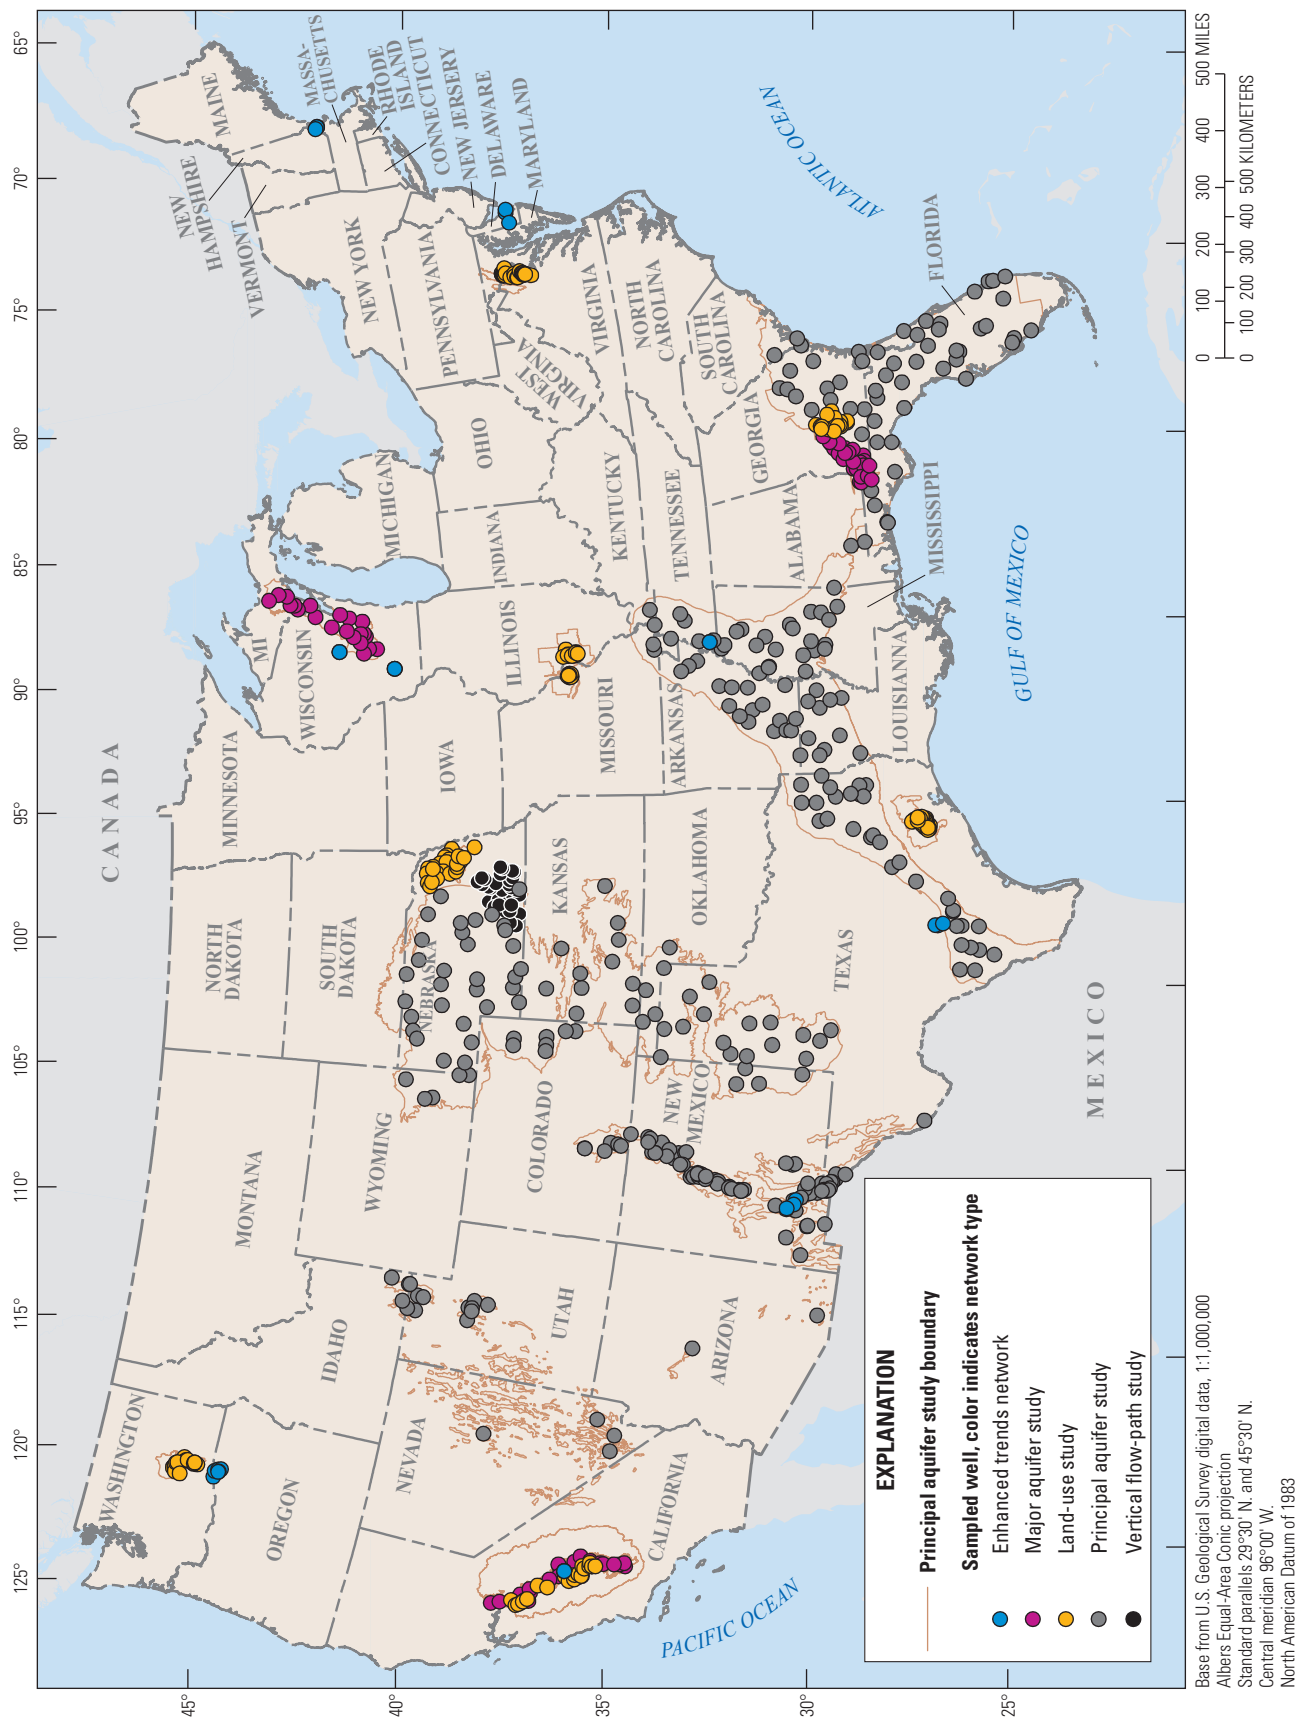 125°
120°
115°
110°
105°
100°
95°
90°
85°
80°
75°
70°
65°
45°
40°
35°
30°
25°
CANADA
WASHINGTON
OREGON
IDAHO
MONTANA
NORTH
DAKOTA
SOUTH
DAKOTA
MINNESOTA
WISCONSIN
MI
MICHIGAN
WYOMING
NEBRASKA
IOWA
ILLINOIS
INDIANA
OHIO
NEVADA
UTAH
COLORADO
KANSAS
MISSOURI
KENTUCKY
WEST
VIRGINIA
VIRGINIA
PENNSYLVANIA
NEW YORK
VERMONT
NEW
HAMPSHIRE
MAINE
MASSA-
CHUSETTS
RHODE
ISLAND
CONNECTICUT
NEW JERSERY
DELAWARE
MARYLAND
CALIFORNIA
ARIZONA
NEW
MEXICO
OKLAHOMA
TEXAS
ARKANSAS
TENNESSEE
NORTH
CAROLINA
SOUTH
CAROLINA
GEORGIA
ALABAMA
MISSISSIPPI
LOUISIANNA
FLORIDA
PACIFIC OCEAN
MEXICO
GULF OF MEXICO
ATLANTIC OCEAN
EXPLANATION
Principal aquifer study boundary
Sampled well, color indicates network type
Enhanced trends network
Major aquifer study
Land-use study
Principal aquifer study
Vertical flow-path study
Base from U.S. Geological Survey digital data, 1:1,000,000
Albers Equal-Area Conic projection
Standard parallels 29°30' N. and 45°30' N.
Central meridian 96°00' W.
North American Datum of 1983
0 100 200 300 400 500 MILES
0 100 200 300 400 500 KILOMETERS